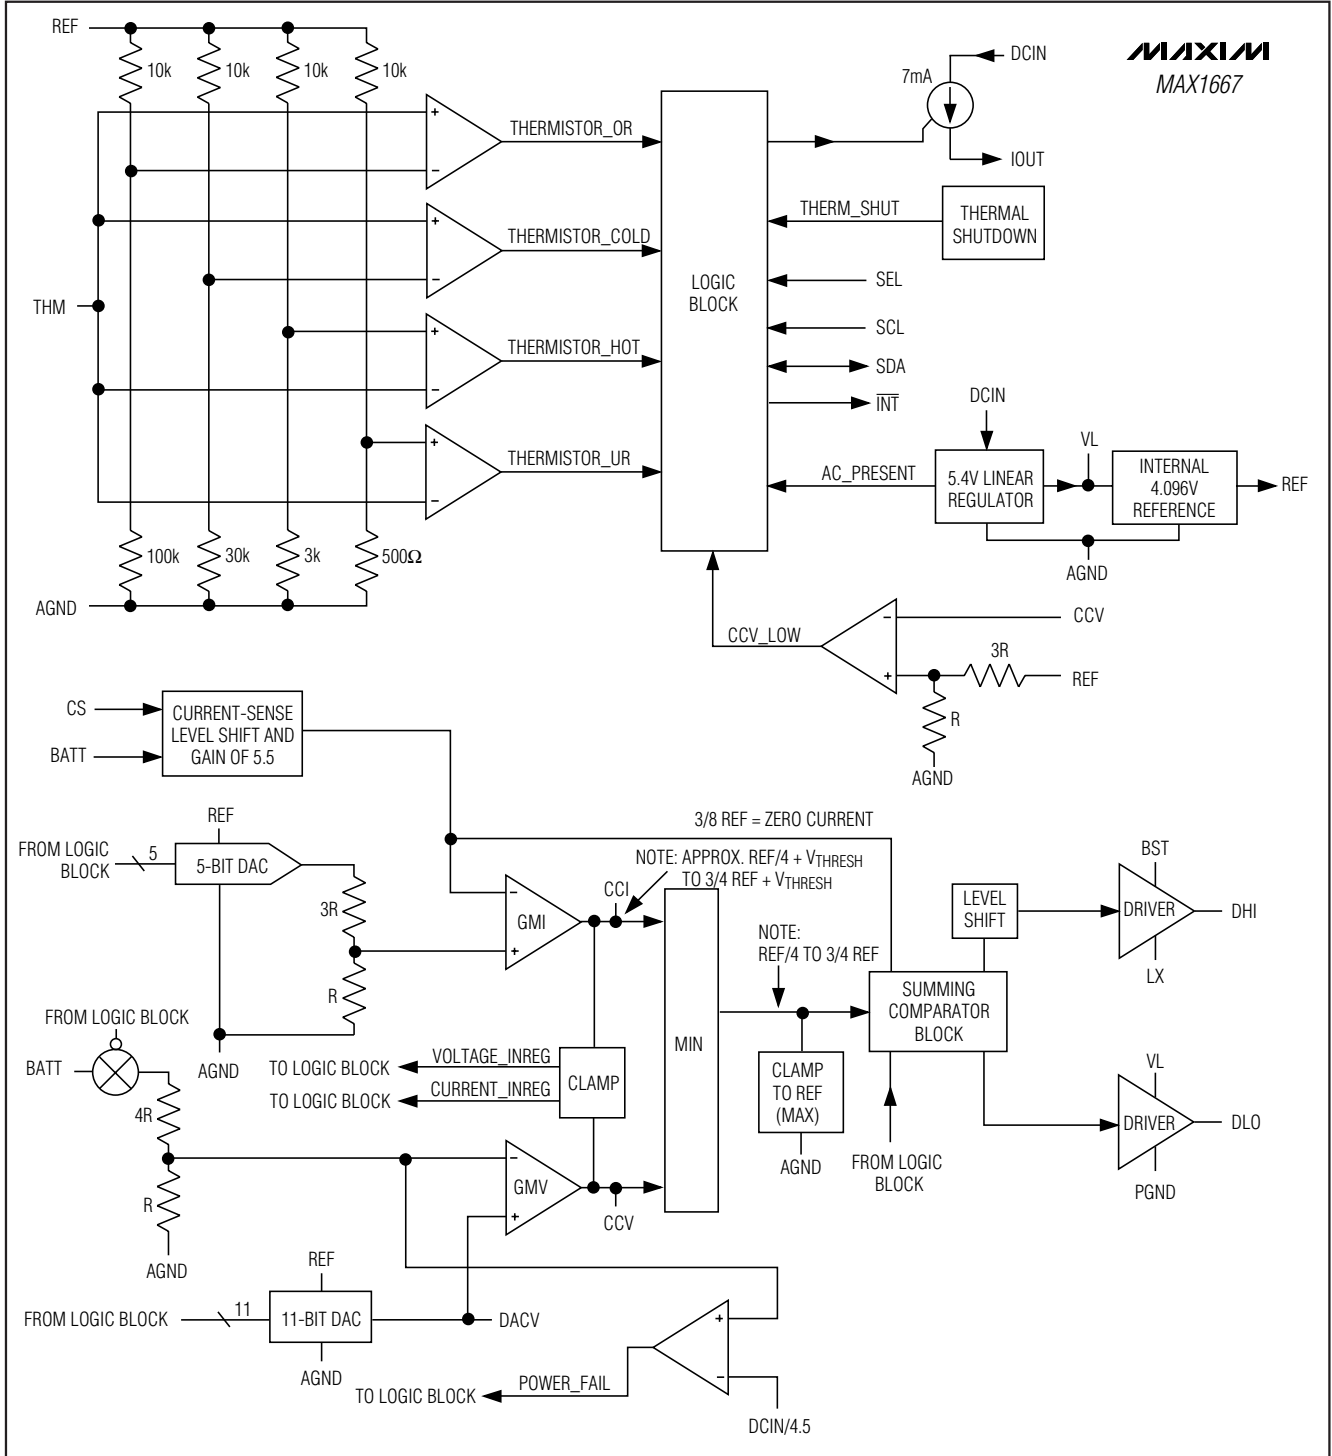 REF
10k
10k
10k
10k
7mA
DCIN
MAXIM
MAX1667
+
THERMISTOR_OR
IOUT
−
THERM_SHUT
THERMAL
SHUTDOWN
+
THERMISTOR_COLD
−
LOGIC
BLOCK
SEL
THM
SCL
+
THERMISTOR_HOT
−
SDA
INT
DCIN
VL
+
THERMISTOR_UR
−
AC_PRESENT
5.4V LINEAR
REGULATOR
INTERNAL
4.096V
REFERENCE
REF
100k
30k
3k
500Ω
AGND
AGND
CCV_LOW
−
CCV
+
3R
REF
R
AGND
CS
BATT
CURRENT-SENSE
LEVEL SHIFT AND
GAIN OF 5.5
3/8 REF = ZERO CURRENT
REF
FROM LOGIC
BLOCK
5
5-BIT DAC
NOTE: APPROX. REF/4 + VTHRESH
TO 3/4 REF + VTHRESH
BST
3R
−
GMI
+
CCI
LEVEL
SHIFT
DRIVER
DHI
LX
NOTE:
REF/4 TO 3/4 REF
R
SUMMING
COMPARATOR
BLOCK
FROM LOGIC BLOCK
MIN
BATT
AGND
TO LOGIC BLOCK
VOLTAGE_INREG
TO LOGIC BLOCK
CURRENT_INREG
CLAMP
CLAMP
TO REF
(MAX)
VL
4R
DRIVER
DLO
AGND
FROM LOGIC
BLOCK
PGND
R
−
GMV
+
CCV
AGND
REF
FROM LOGIC BLOCK
11
11-BIT DAC
DACV
+
AGND
−
TO LOGIC BLOCK
POWER_FAIL
DCIN/4.5